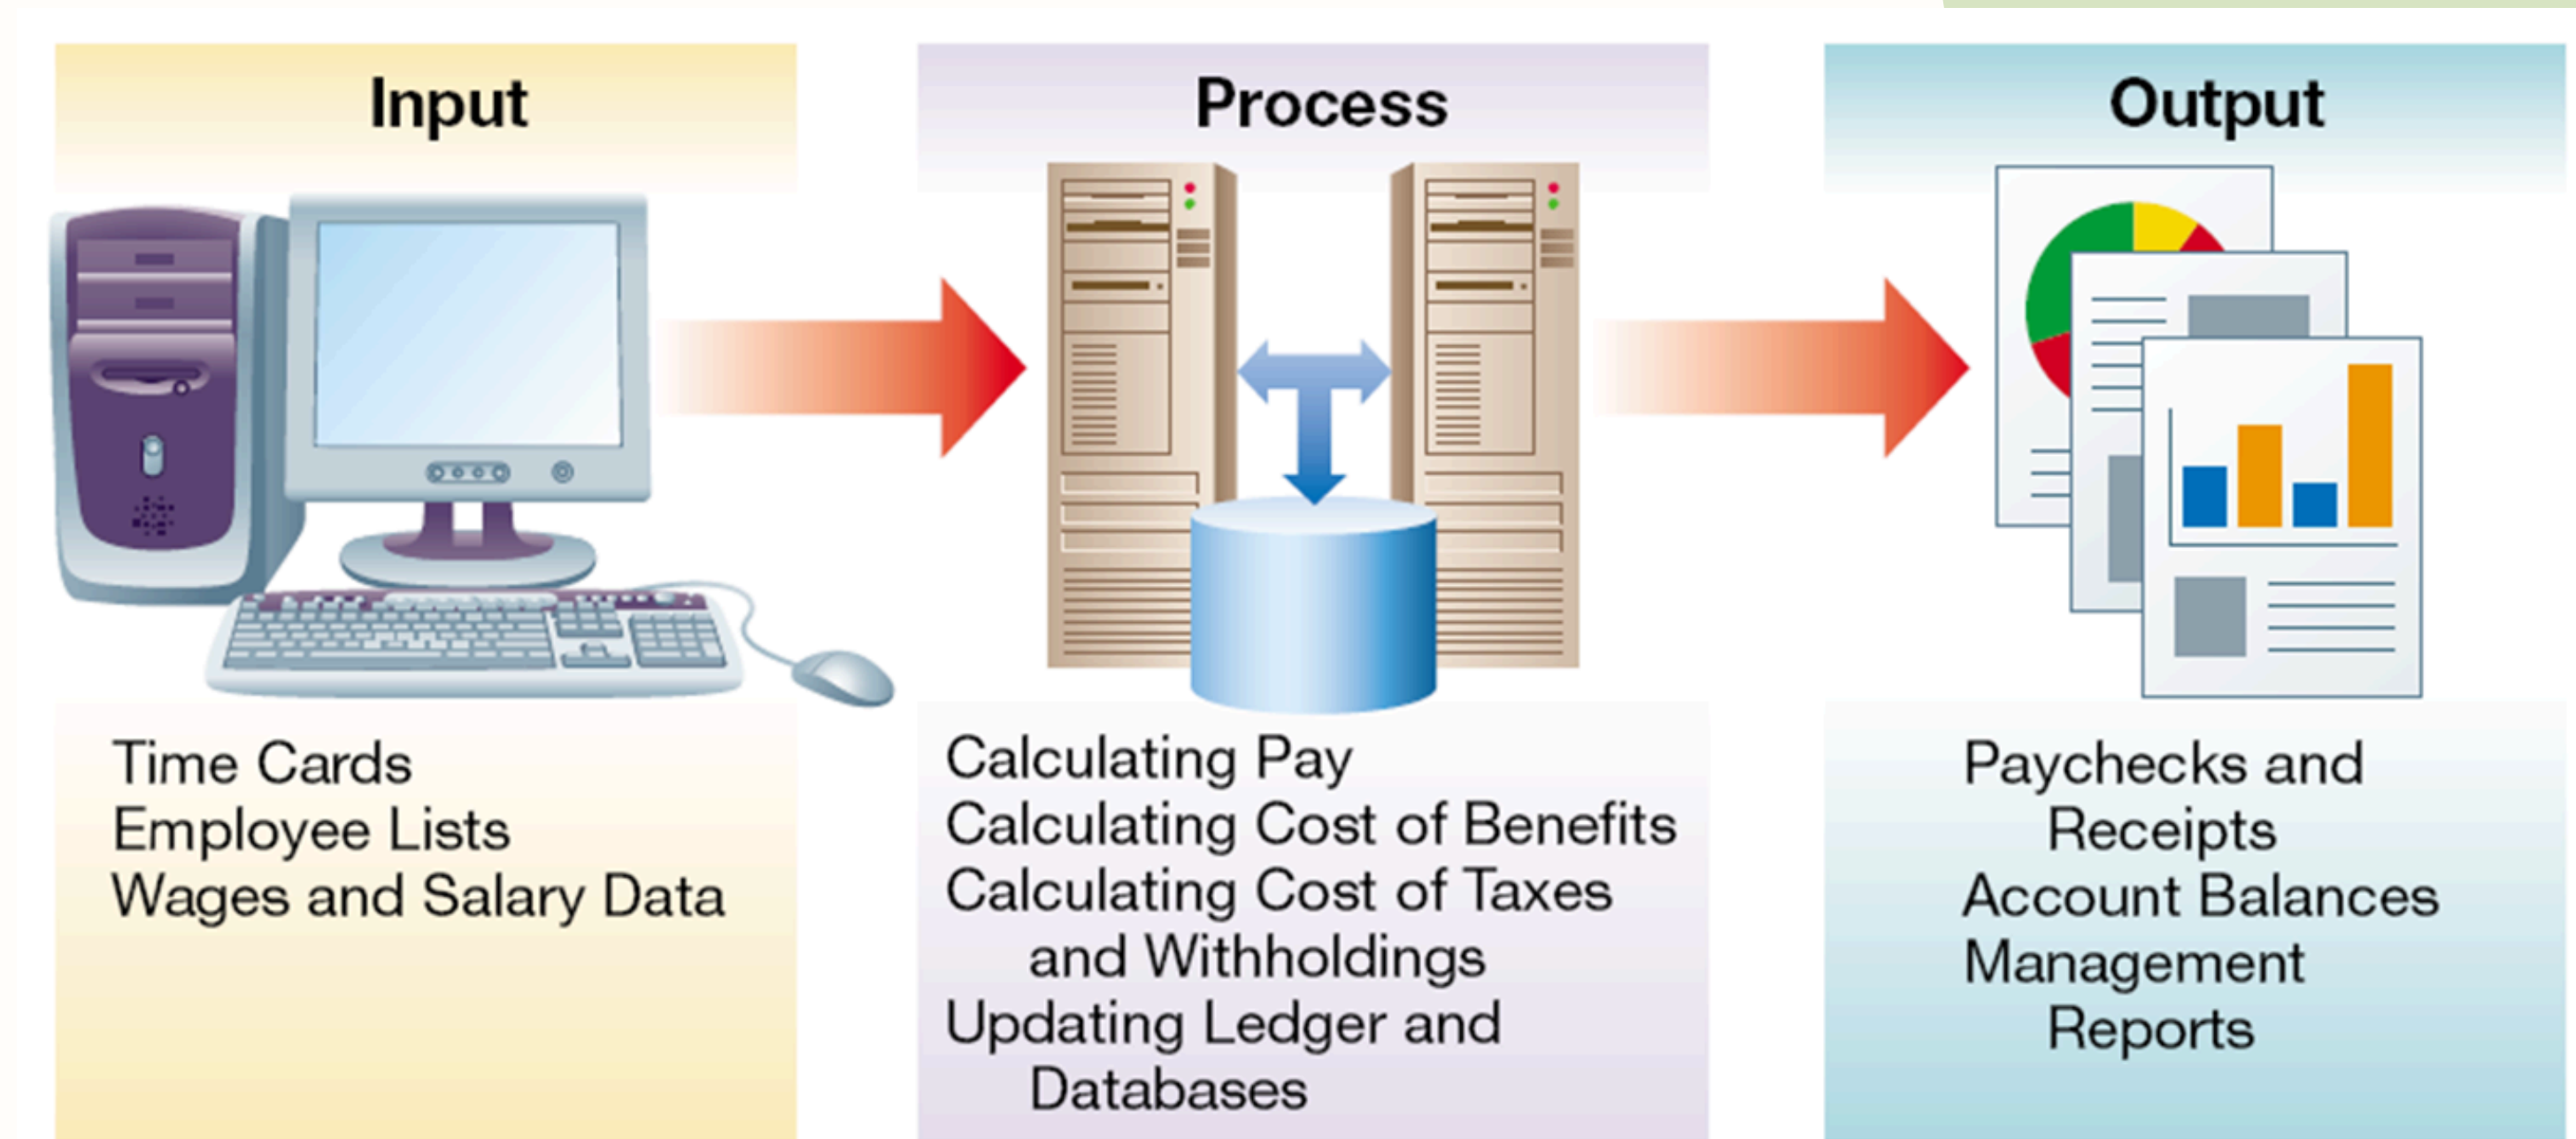 Input
Time Cards
Employee Lists
Wages and Salary Data
Process
Calculating Pay
Calculating Cost of Benefits
Calculating Cost of Taxes
and Withholdings
Updating Ledger and
Databases
Output
Paychecks and
Receipts
Account Balances
Management
Reports